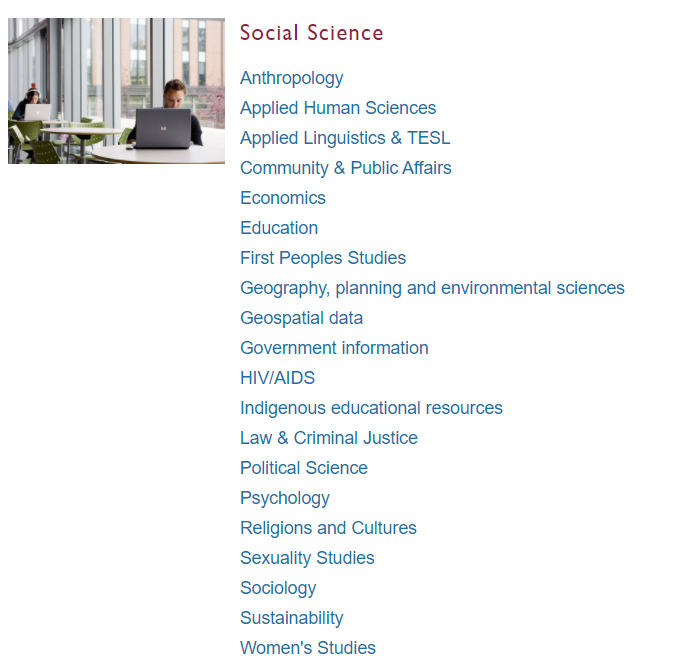 Social Science
Anthropology
Applied Human Sciences
Applied Linguistics & TESL
Community & Public Affairs
Economics
Education
First Peoples Studies
Geography, planning and environmental sciences
Geospatial data
Government information
HIV/AIDS
Indigenous educational resources
Law & Criminal Justice
Political Science
Psychology
Religions and Cultures
Sexuality Studies
Sociology
Sustainability
Women's Studies